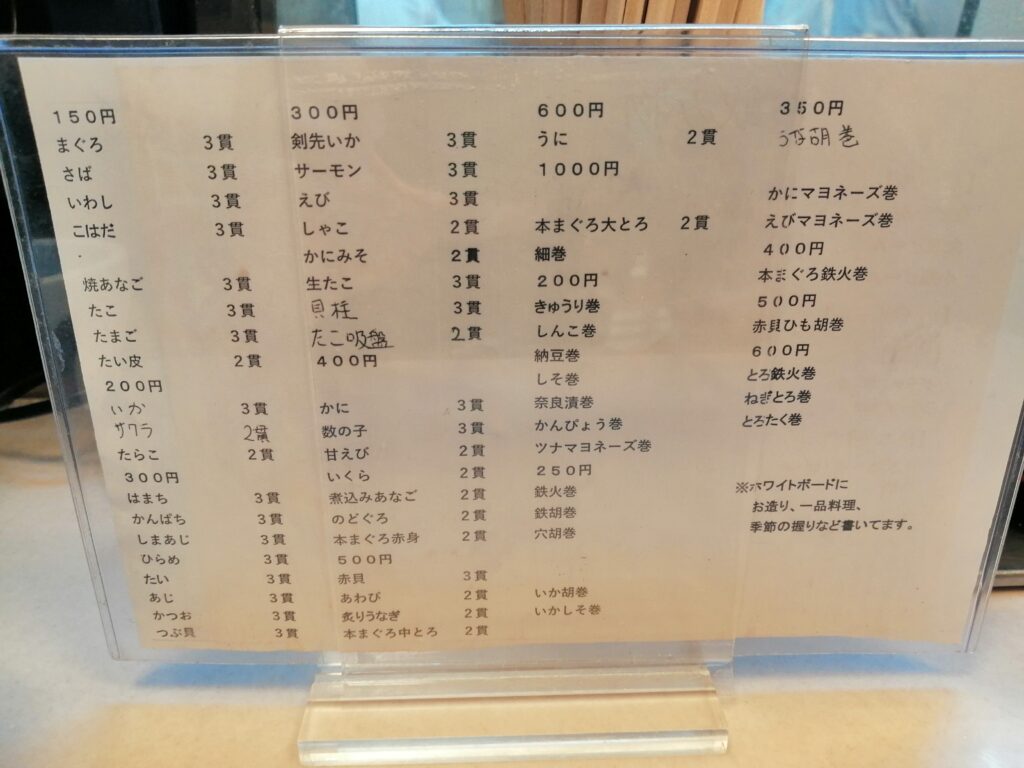 150円
まぐろ 3貫
さば 3貫
いわし 3貫
こはだ 3貫
焼あなご 3貫
たこ 3貫
たまご 3貫
たい皮 2貫
200円
いか 3貫
ザクラ 2貫
たらこ 2貫
300円
はまち 3貫
かんぱち 3貫
しまあじ 3貫
ひらめ 3貫
たい 3貫
あじ 3貫
かつお 3貫
つぶ貝 3貫
300円
剣先いか 3貫
サーモン 3貫
えび 3貫
しゃこ 2貫
かにみそ 2貫
生たこ 3貫
貝柱 3貫
たこ吸盤 2貫
400円
かに 3貫
数の子 3貫
甘えび 2貫
いくら 2貫
煮込みあなご 2貫
のどぐろ 2貫
本まぐろ赤身 2貫
500円
赤貝 3貫
あわび 2貫
炙りうなぎ 2貫
本まぐろ中とろ 2貫
600円
うに 2貫
1000円
本まぐろ大とろ 2貫
細巻
200円
きゅうり巻
しんこ巻
納豆巻
しそ巻
奈良漬巻
かんぴょう巻
ツナマヨネーズ巻
250円
鉄火巻
鉄胡巻
穴胡巻
いか胡巻
いかしそ巻
350円
うな胡巻
かにマヨネーズ巻
えびマヨネーズ巻
400円
本まぐろ鉄火巻
500円
赤貝ひも胡巻
600円
とろ鉄火巻
ねぎとろ巻
とろたく巻
※ホワイトボードに
お造り、一品料理、
季節の握りなど書いてます。